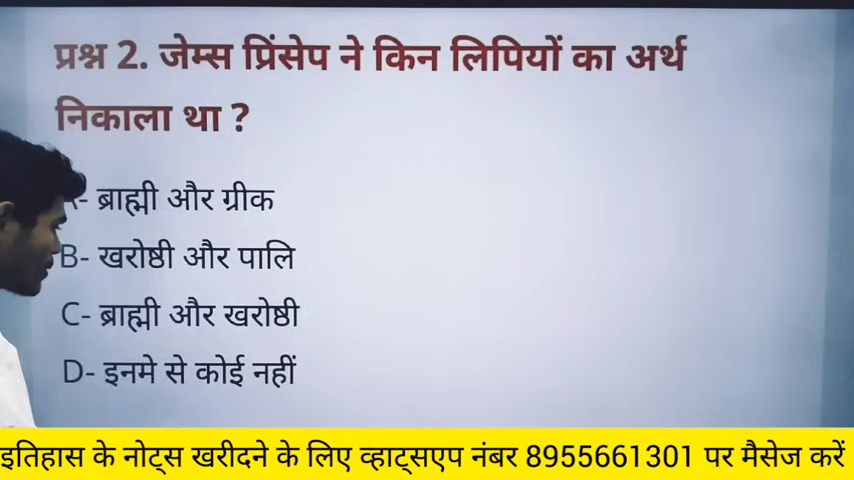 प्रश्न 2. जेम्स प्रिंसेप ने किन लिपियों का अर्थ
निकाला था ?
- ब्राह्मी और ग्रीक
B- खरोष्ठी और पालि
C- ब्राह्मी और खरोष्ठी
D- इनमे से कोई नहीं
इतिहास के नोट्स खरीदने के लिए व्हाट्सएप नंबर 8955661301 पर मैसेज करें